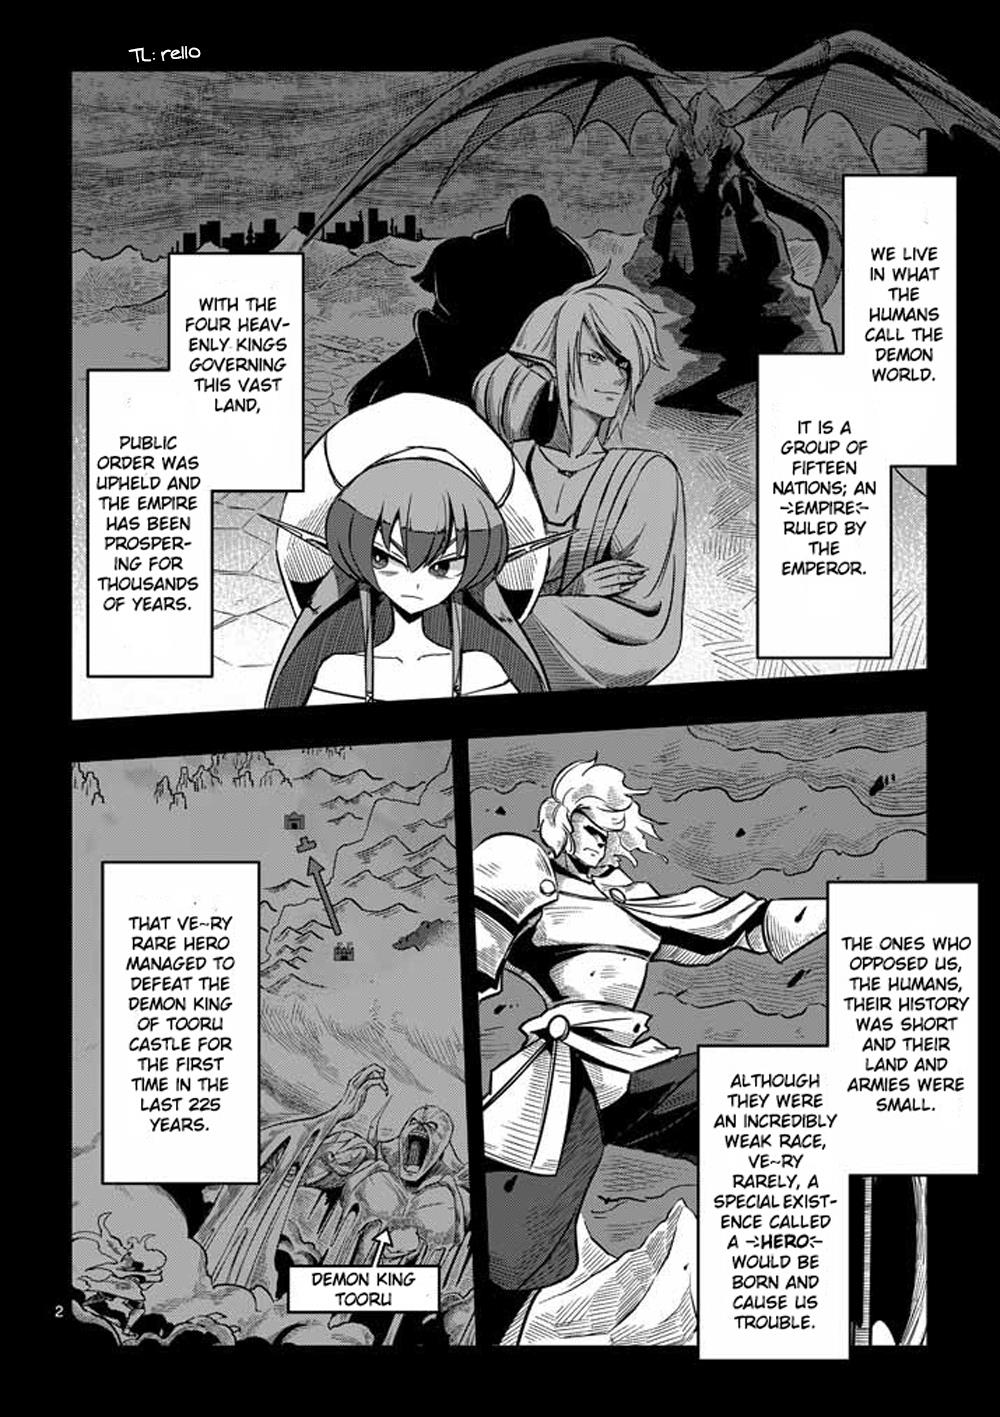 TL: rello
WE LIVE
IN WHAT
THE
HUMANS
CALL THE
DEMON
WORLD.
IT IS A
GROUP OF
FIFTEEN
NATIONS; AN
-›EMPIRE‹-
RULED BY
THE
EMPEROR.
WITH THE
FOUR HEAV-
ENLY KINGS
GOVERNING
THIS VAST
LAND,
PUBLIC
ORDER WAS
UPHELD AND
THE EMPIRE
HAS BEEN
PROSPER-
ING FOR
THOUSANDS
OF YEARS.
THE ONES WHO
OPPOSED US,
THE HUMANS,
THEIR HISTORY
WAS SHORT
AND THEIR
LAND AND
ARMIES WERE
SMALL.
ALTHOUGH
THEY WERE
AN INCREDIBLY
WEAK RACE,
VE~RY
RARELY, A
SPECIAL EXIST-
ENCE CALLED
A -›HERO‹-
WOULD BE
BORN AND
CAUSE US
TROUBLE.
THAT VE~RY
RARE HERO
MANAGED TO
DEFEAT THE
DEMON KING
OF TOORU
CASTLE FOR
THE FIRST
TIME IN THE
LAST 225
YEARS.
DEMON KING
TOORU
2